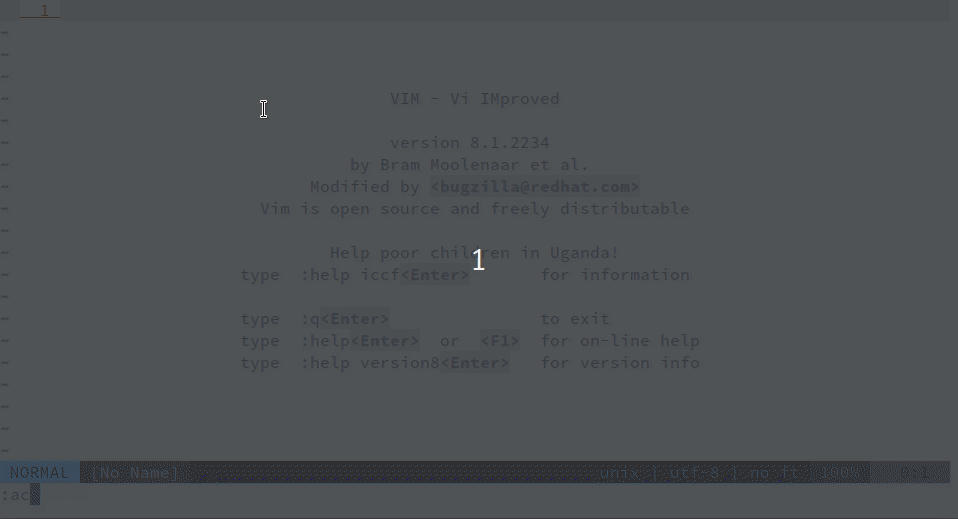 1
VIM - Vi IMproved
version 8.1.2234
by Bram Moolenaar et al.
Modified by <bugzilla@redhat.com>
Vim is open source and freely distributable
Help poor children in Uganda!
1
type :help iccf<Enter> for information
type :q<Enter> to exit
type :help<Enter> or <F1> for on-line help
type :help version8<Enter> for version info
NORMAL [No Name] unix | utf-8 | no ft 100% 0:1
:ac